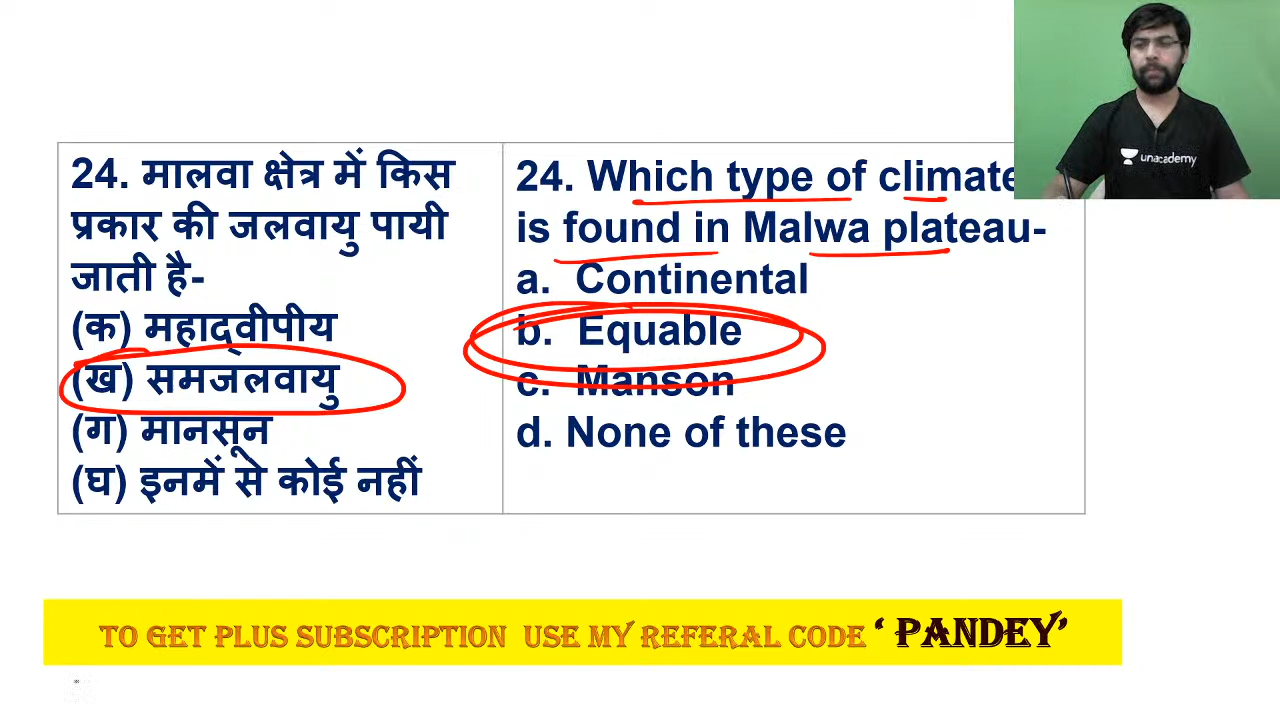 24. मालवा क्षेत्र में किस
प्रकार की जलवायु पायी
जाती है-
(क) महाद्वीपीय
(ख) समजलवायु
(ग) मानसून
(घ) इनमें से कोई नहीं
24. Which type of climate
is found in Malwa plateau-
a. Continental
b. Equable
c. Manson
d. None of these
unacademy
TO GET PLUS SUBSCRIPTION USE MY REFERAL CODE ‘ PANDEY’